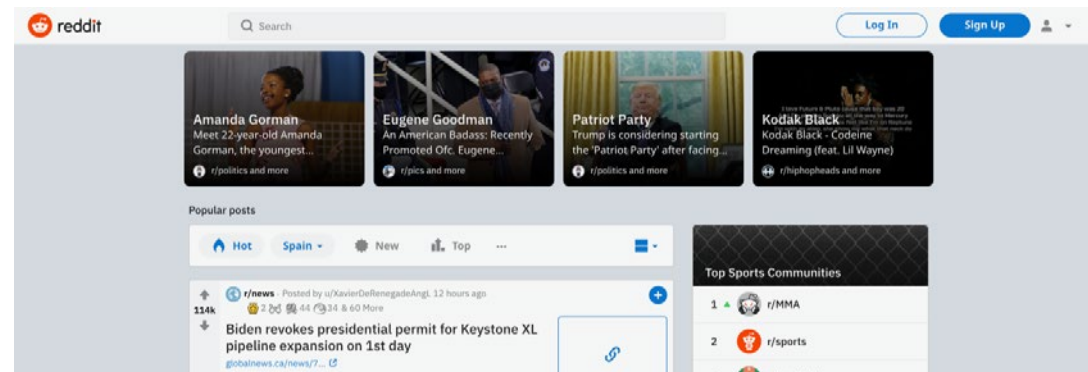 reddit
Search
Log In
Sign Up
Amanda Gorman
Meet 22-year-old Amanda
Gorman, the youngest...
r/politics and more
Eugene Goodman
An American Badass: Recently
Promoted Ofc. Eugene...
r/pics and more
Patriot Party
Trump is considering starting
the 'Patriot Party' after facing...
r/politics and more
Kodak Black
Kodak Black - Codeine
Dreaming (feat. Lil Wayne)
r/hiphopheads and more
Popular posts
Hot
Spain
New
Top
...
Top Sports Communities
1 r/MMA
2 r/sports
114k
r/news · Posted by u/XavierDeRenegadeAngL 12 hours ago
2 44 34 & 60 More
Biden revokes presidential permit for Keystone XL
pipeline expansion on 1st day
globalnews.ca/news/7...